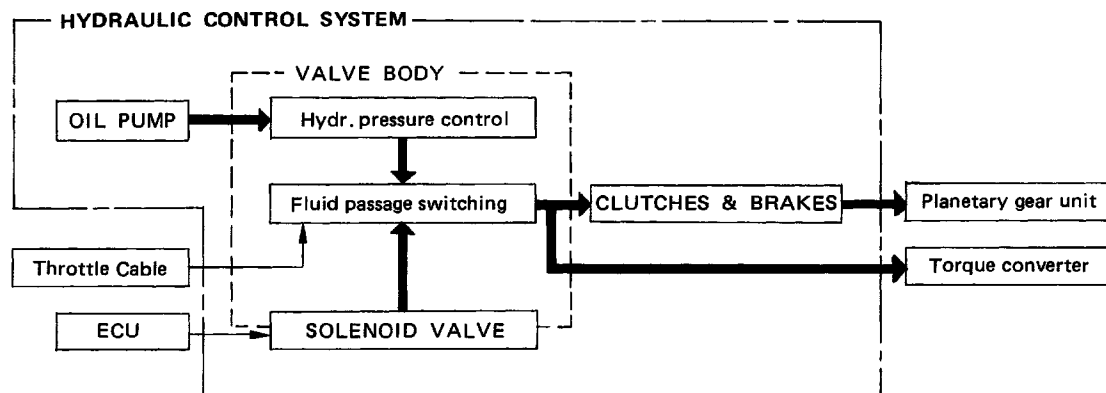 HYDRAULIC CONTROL SYSTEM
VALVE BODY
OIL PUMP
Hydr. pressure control
Fluid passage switching
CLUTCHES & BRAKES
Planetary gear unit
Throttle Cable
Torque converter
ECU
SOLENOID VALVE